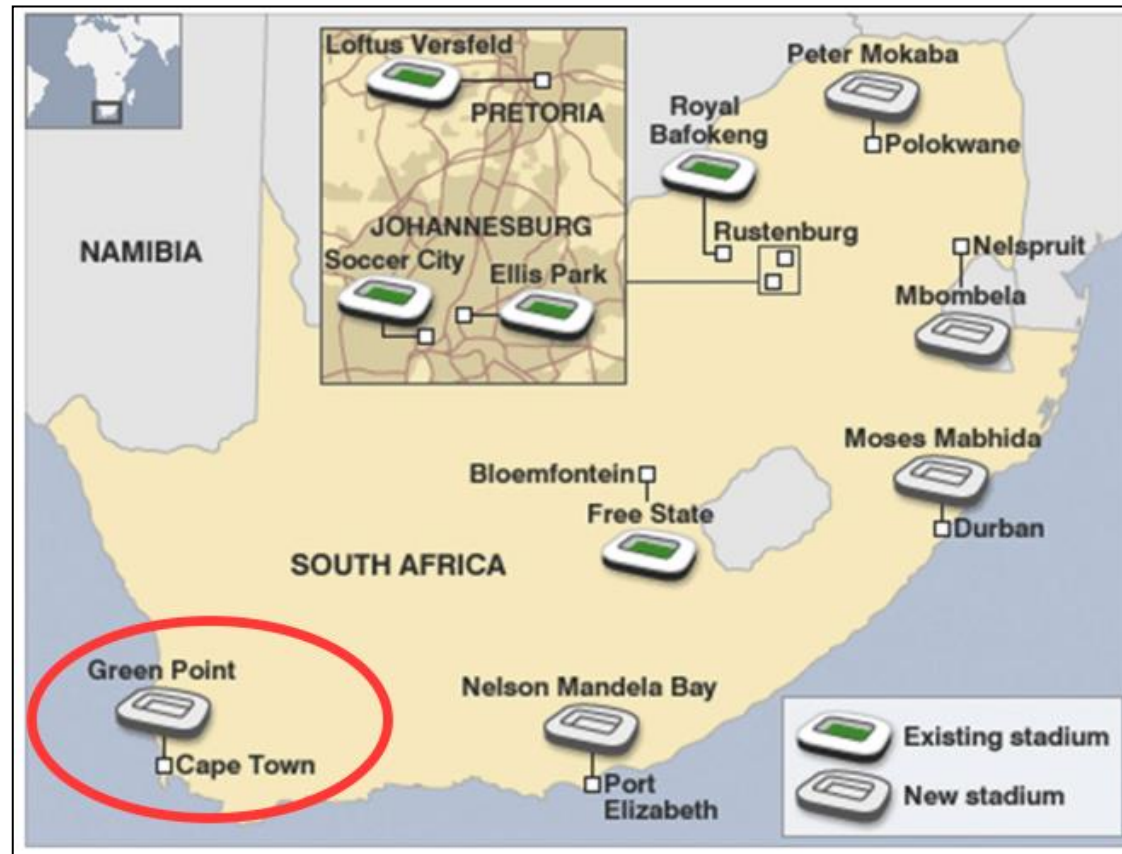 Loftus Versfeld
PRETORIA
JOHANNESBURG
Soccer City
Ellis Park
Peter Mokaba
Polokwane
Royal
Bafokeng
Rustenburg
Nelspruit
Mbombela
NAMIBIA
Moses Mabhida
Durban
Bloemfontein
Free State
SOUTH AFRICA
Green Point
Cape Town
Nelson Mandela Bay
Port
Elizabeth
Existing stadium
New stadium